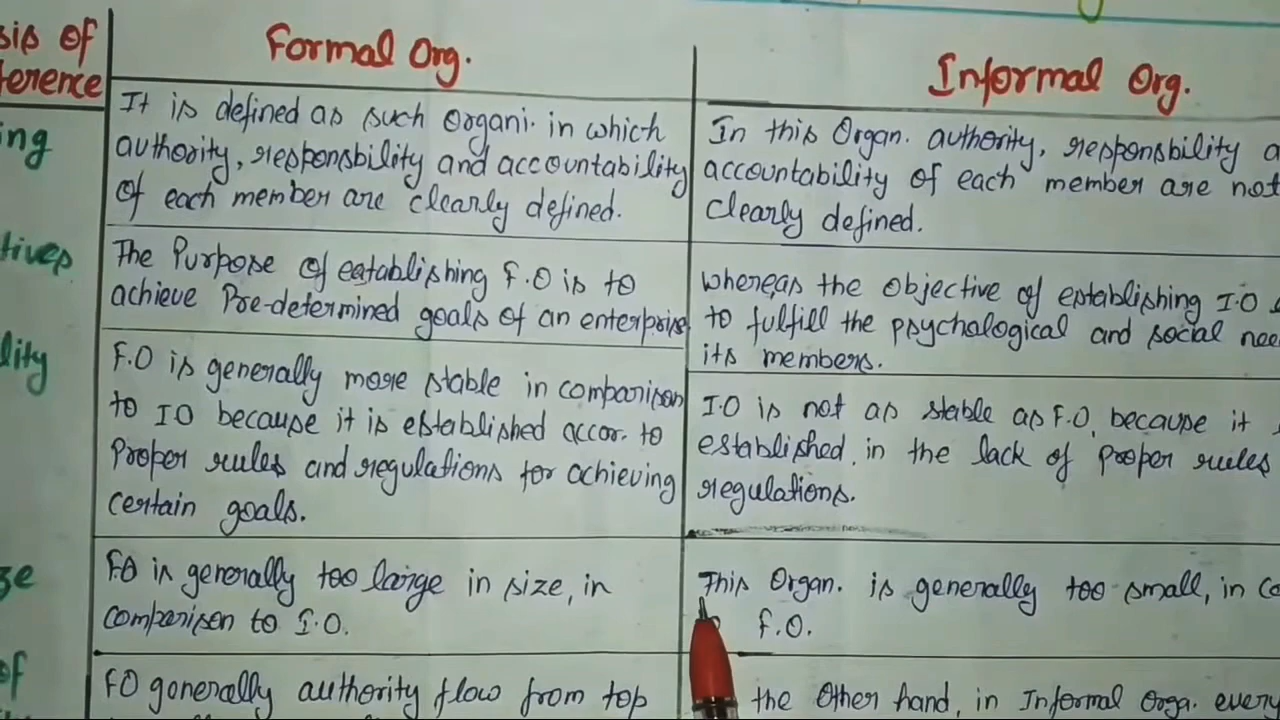 sis of
ference
Formal Org.
Informal Org.
ing
It is defined as such Organi. in which
authority, responsbility and accountability
of each member are clearly defined.
In this Organ. authority, responsbility a
accountability of each member are not
clearly defined.
tives
The Purpose of eatablishing F.O is to
achieve Pre-determined goals of an enterprise
whereas the objective of establishing I.O
to fulfill the psychological and social nee
its members.
lity
F.O is generally more stable in comparison
to IO because it is established accor. to
Proper rules and regulations for achieving
certain goals.
I.O is not as stable as F.O. because it
established in the lack of proper rules
regulations.
ze
FO is generally too large in size, in
comparison to I.O.
This Organ. is generally too small, in co
F.O.
of
FO generally authority flow from top
the Other hand, in Informal Orga. every